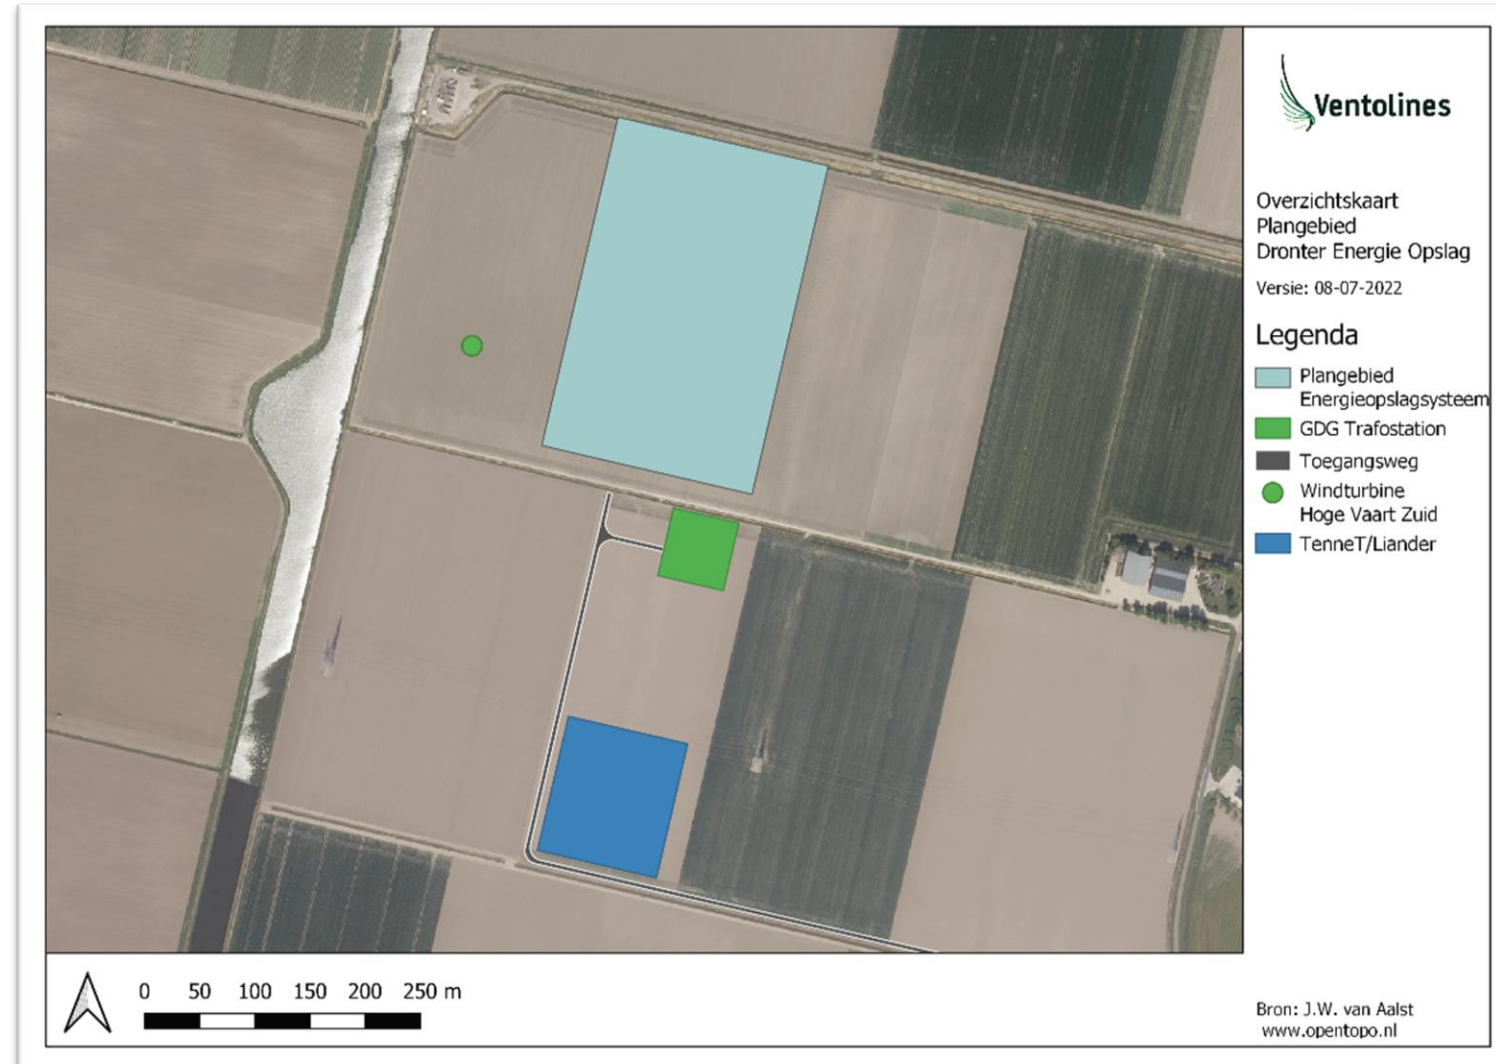 Ventolines
Overzichtskaart
Plangebied
Dronter Energie Opslag
Versie: 08-07-2022
Legenda
Plangebied
Energieopslagsysteem
GDG Trafostation
Toegangsweg
Windturbine
Hoge Vaart Zuid
TenneT/Liander
0 50 100 150 200 250 m
Bron: J.W. van Aalst
www.opentopo.nl